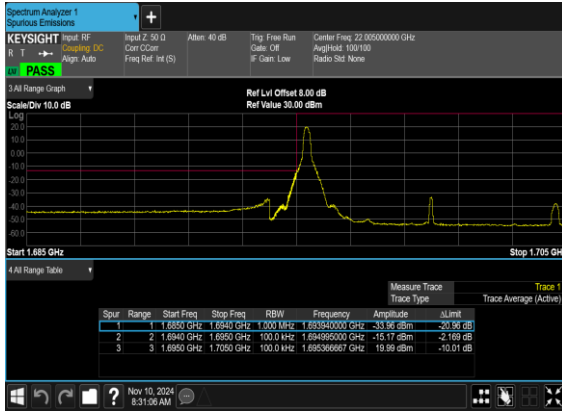 Spectrum Analyzer 1
Spurious Emissions
KEYSIGHT Input: RF Input Z: 50 Ω Atten: 40 dB Trig: Free Run Center Freq: 22.005000000 GHz
R T Coupling: DC Corr CCorr Gate: Off Avg|Hold: 100/100
Align: Auto Freq Ref: Int (S) IF Gain: Low Radio Std: None
PASS
3 All Range Graph
Ref Lvl Offset 8.00 dB
Scale/Div 10.0 dB Ref Value 30.00 dBm
Log
20.0
10.0
0.00
-10.0
-20.0
-30.0
-40.0
-50.0
-60.0
Start 1.685 GHz Stop 1.705 GHz
4 All Range Table
Measure Trace Trace 1
Trace Type Trace Average (Active)
Spur Range Start Freq Stop Freq RBW Frequency Amplitude ΔLimit
1 1 1.6850 GHz 1.6940 GHz 1.000 MHz 1.693940000 GHz -33.96 dBm -20.96 dB
2 2 1.6940 GHz 1.6950 GHz 100.0 kHz 1.694995000 GHz -15.17 dBm -2.169 dB
3 3 1.6950 GHz 1.7050 GHz 100.0 kHz 1.695366667 GHz 19.99 dBm -10.01 dB
Nov 10, 2024
8:31:06 AM